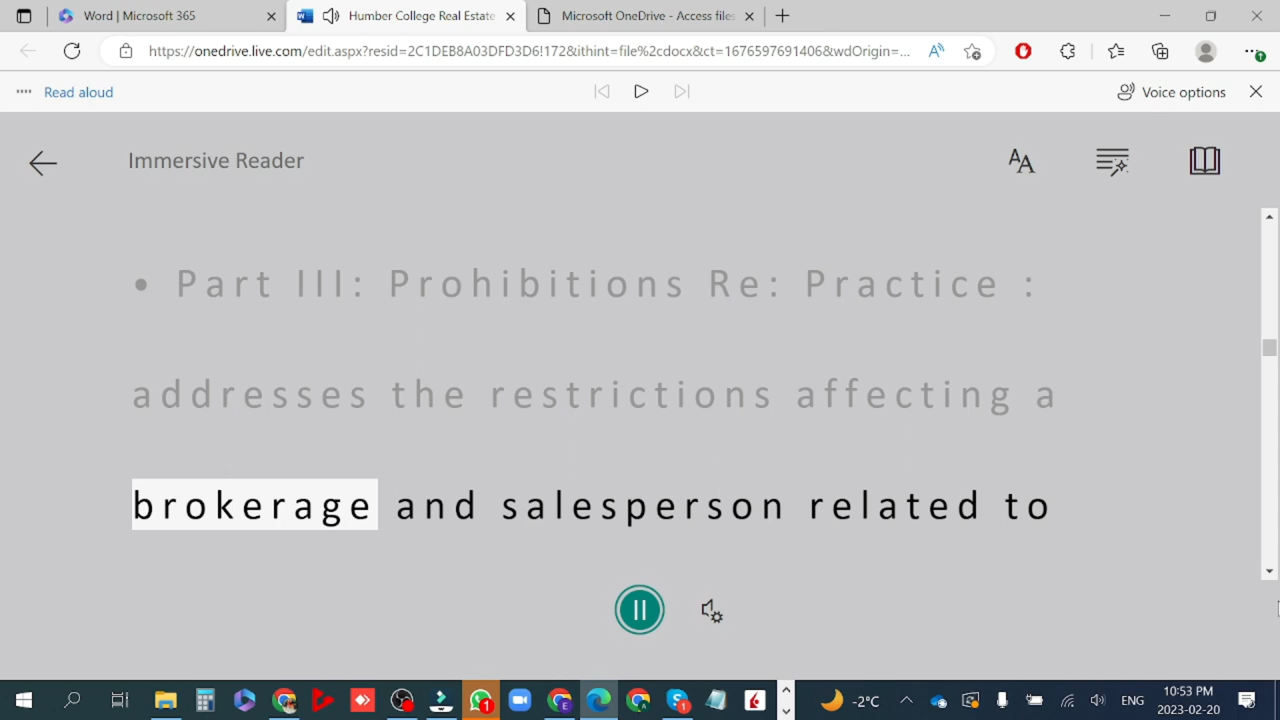 Word | Microsoft 365
Humber College Real Estate
Microsoft OneDrive - Access files
https://onedrive.live.com/edit.aspx?resid=2C1DEB8A03DFD3D6!172&ithint=file%2cdocx&ct=1676597691406&wdOrigin=...
Read aloud
Voice options
Immersive Reader
• Part III: Prohibitions Re: Practice :
addresses the restrictions affecting a
brokerage and salesperson related to
-2°C
ENG
10:53 PM
2023-02-20